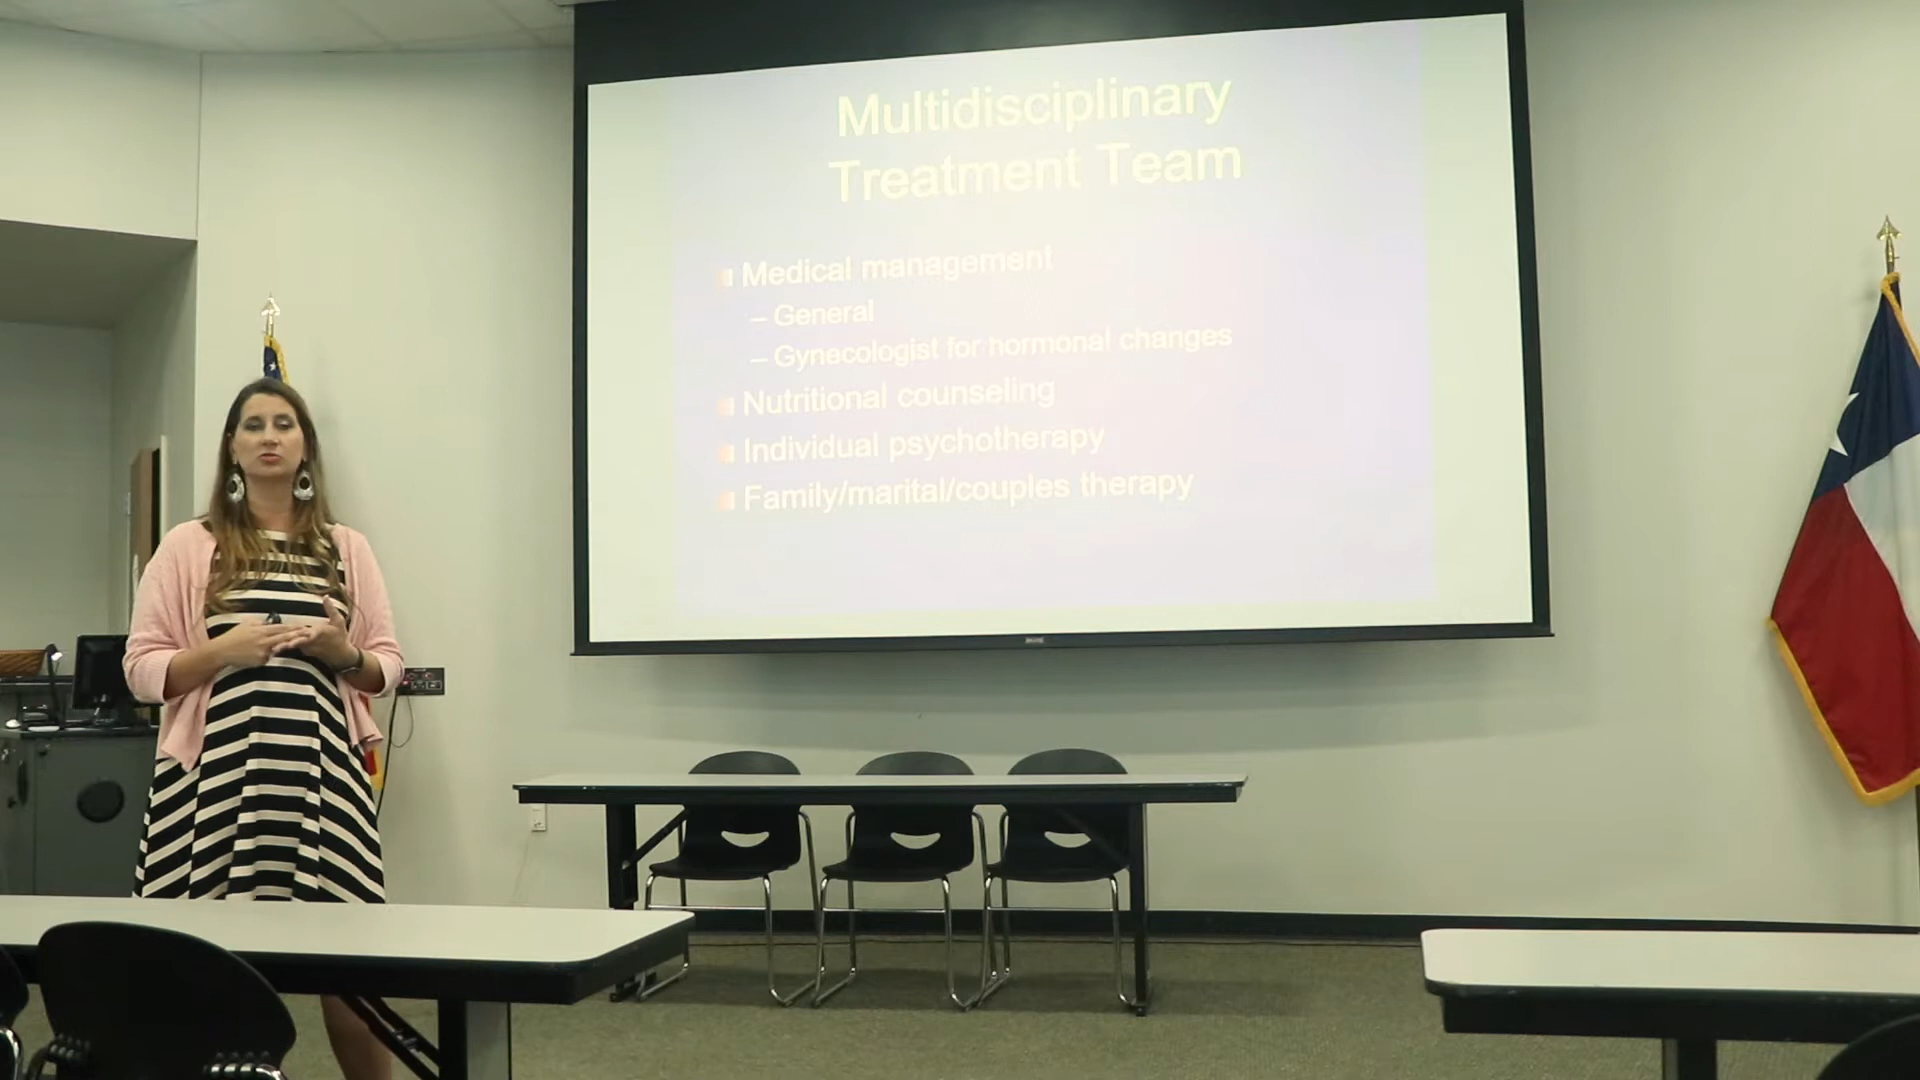 Multidisciplinary
Treatment Team
Medical management
– General
– Gynecologist for hormonal changes
Nutritional counseling
Individual psychotherapy
Family/marital/couples therapy